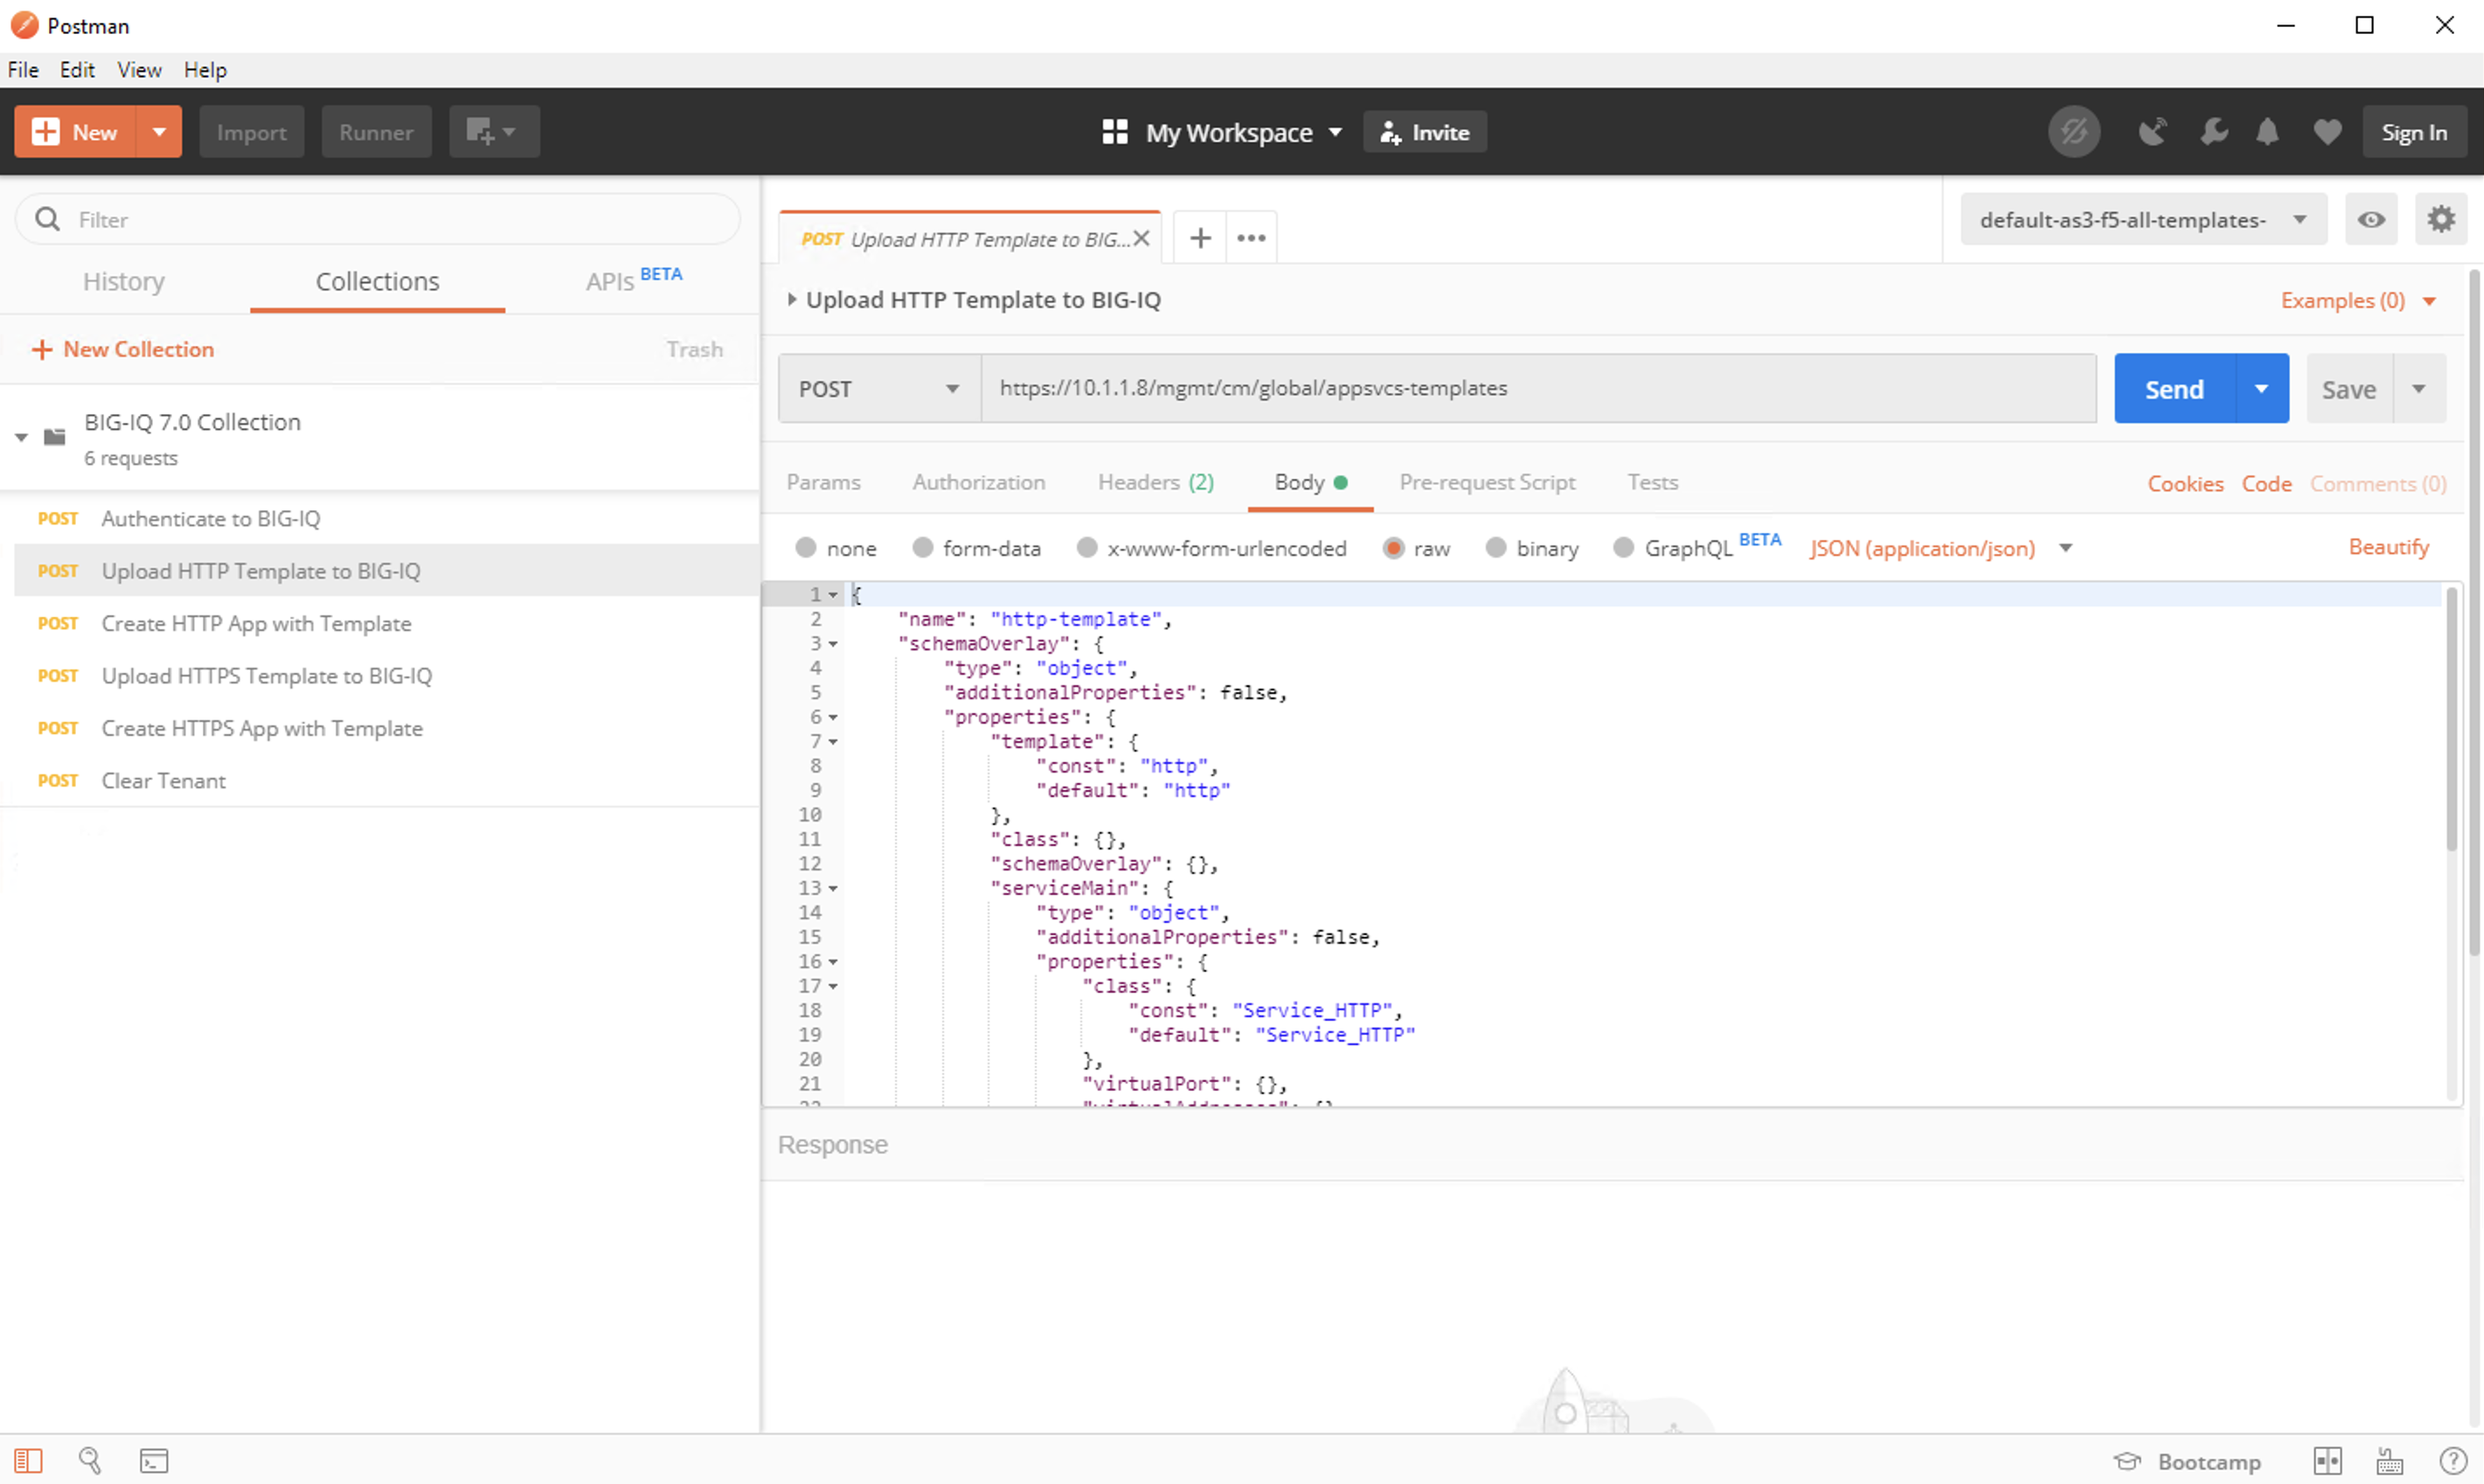 Postman
File Edit View Help
New Import Runner My Workspace Invite Sign In
Filter
History Collections APIs BETA
+ New Collection Trash
BIG-IQ 7.0 Collection
6 requests
POST Authenticate to BIG-IQ
POST Upload HTTP Template to BIG-IQ
POST Create HTTP App with Template
POST Upload HTTPS Template to BIG-IQ
POST Create HTTPS App with Template
POST Clear Tenant
POST Upload HTTP Template to BIG...
default-as3-f5-all-templates-
Upload HTTP Template to BIG-IQ
Examples (0)
POST https://10.1.1.8/mgmt/cm/global/appsvcs-templates Send Save
Params Authorization Headers (2) Body Pre-request Script Tests Cookies Code Comments (0)
none form-data x-www-form-urlencoded raw binary GraphQL BETA JSON (application/json) Beautify
1 {
2 "name": "http-template",
3 "schemaOverlay": {
4 "type": "object",
5 "additionalProperties": false,
6 "properties": {
7 "template": {
8 "const": "http",
9 "default": "http"
10 },
11 "class": {},
12 "schemaOverlay": {},
13 "serviceMain": {
14 "type": "object",
15 "additionalProperties": false,
16 "properties": {
17 "class": {
18 "const": "Service_HTTP",
19 "default": "Service_HTTP"
20 },
21 "virtualPort": {},
Response
Bootcamp